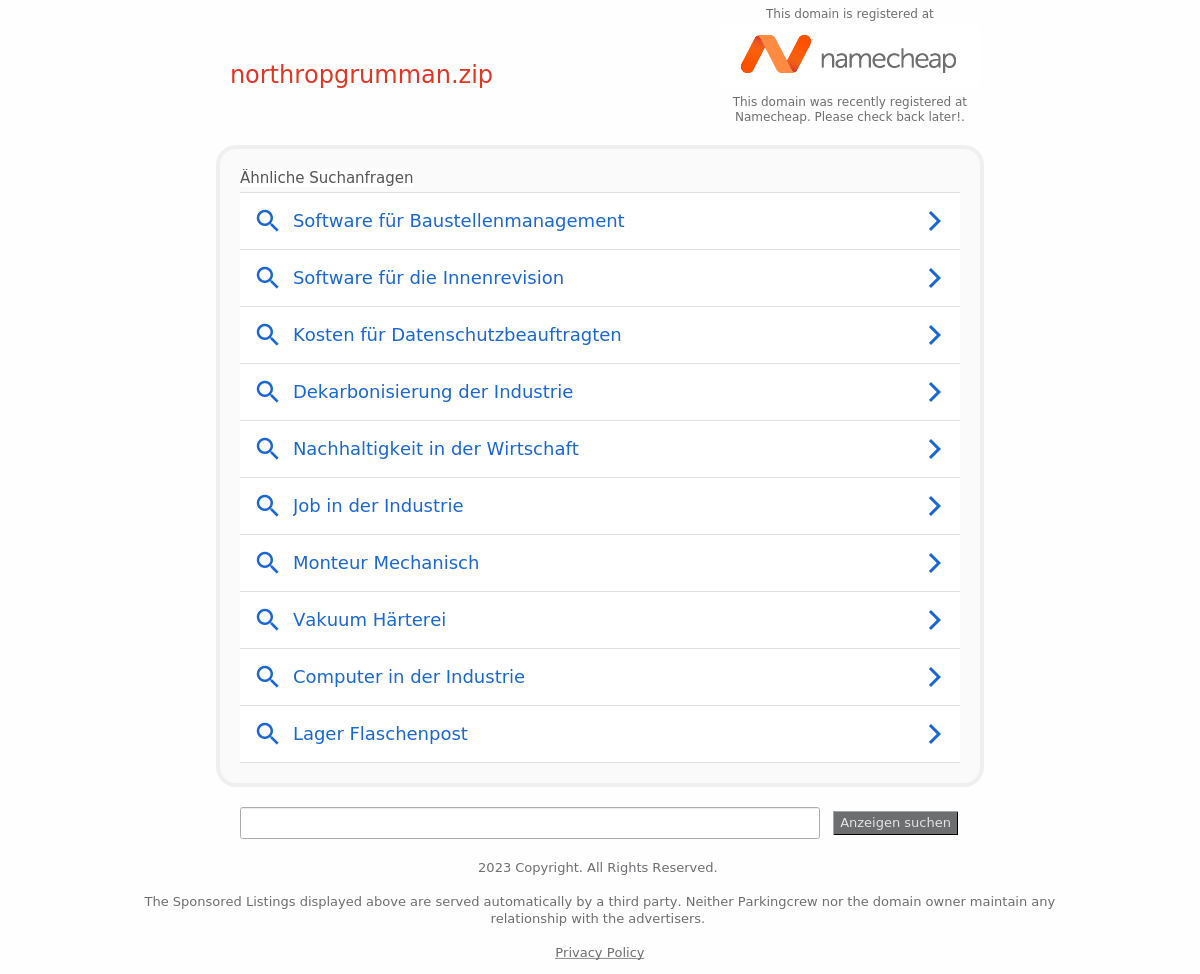 This domain is registered at
namecheap
northropgrumman.zip
This domain was recently registered at
Namecheap. Please check back later!.
Ähnliche Suchanfragen
Software für Baustellenmanagement
Software für die Innenrevision
Kosten für Datenschutzbeauftragten
Dekarbonisierung der Industrie
Nachhaltigkeit in der Wirtschaft
Job in der Industrie
Monteur Mechanisch
Vakuum Härterei
Computer in der Industrie
Lager Flaschenpost
Anzeigen suchen
2023 Copyright. All Rights Reserved.
The Sponsored Listings displayed above are served automatically by a third party. Neither Parkingcrew nor the domain owner maintain any
relationship with the advertisers.
Privacy Policy